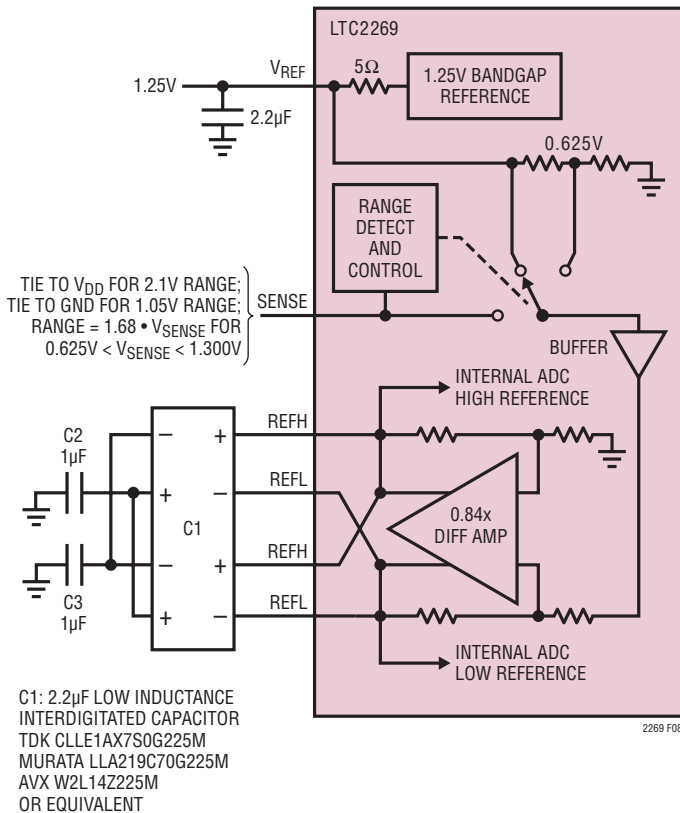 LTC2269
VREF
5Ω
1.25V
1.25V BANDGAP
REFERENCE
2.2µF
0.625V
RANGE
DETECT
AND
CONTROL
TIE TO VDD FOR 2.1V RANGE;
TIE TO GND FOR 1.05V RANGE;
RANGE = 1.68 • VSENSE FOR
0.625V < VSENSE < 1.300V
SENSE
BUFFER
INTERNAL ADC
HIGH REFERENCE
C2
1µF
–
+
REFH
+
–
REFL
C1
0.84x
DIFF AMP
–
+
REFH
C3
1µF
+
–
REFL
INTERNAL ADC
LOW REFERENCE
2269 F08
C1: 2.2µF LOW INDUCTANCE
INTERDIGITATED CAPACITOR
TDK CLLE1AX7S0G225M
MURATA LLA219C70G225M
AVX W2L14Z225M
OR EQUIVALENT